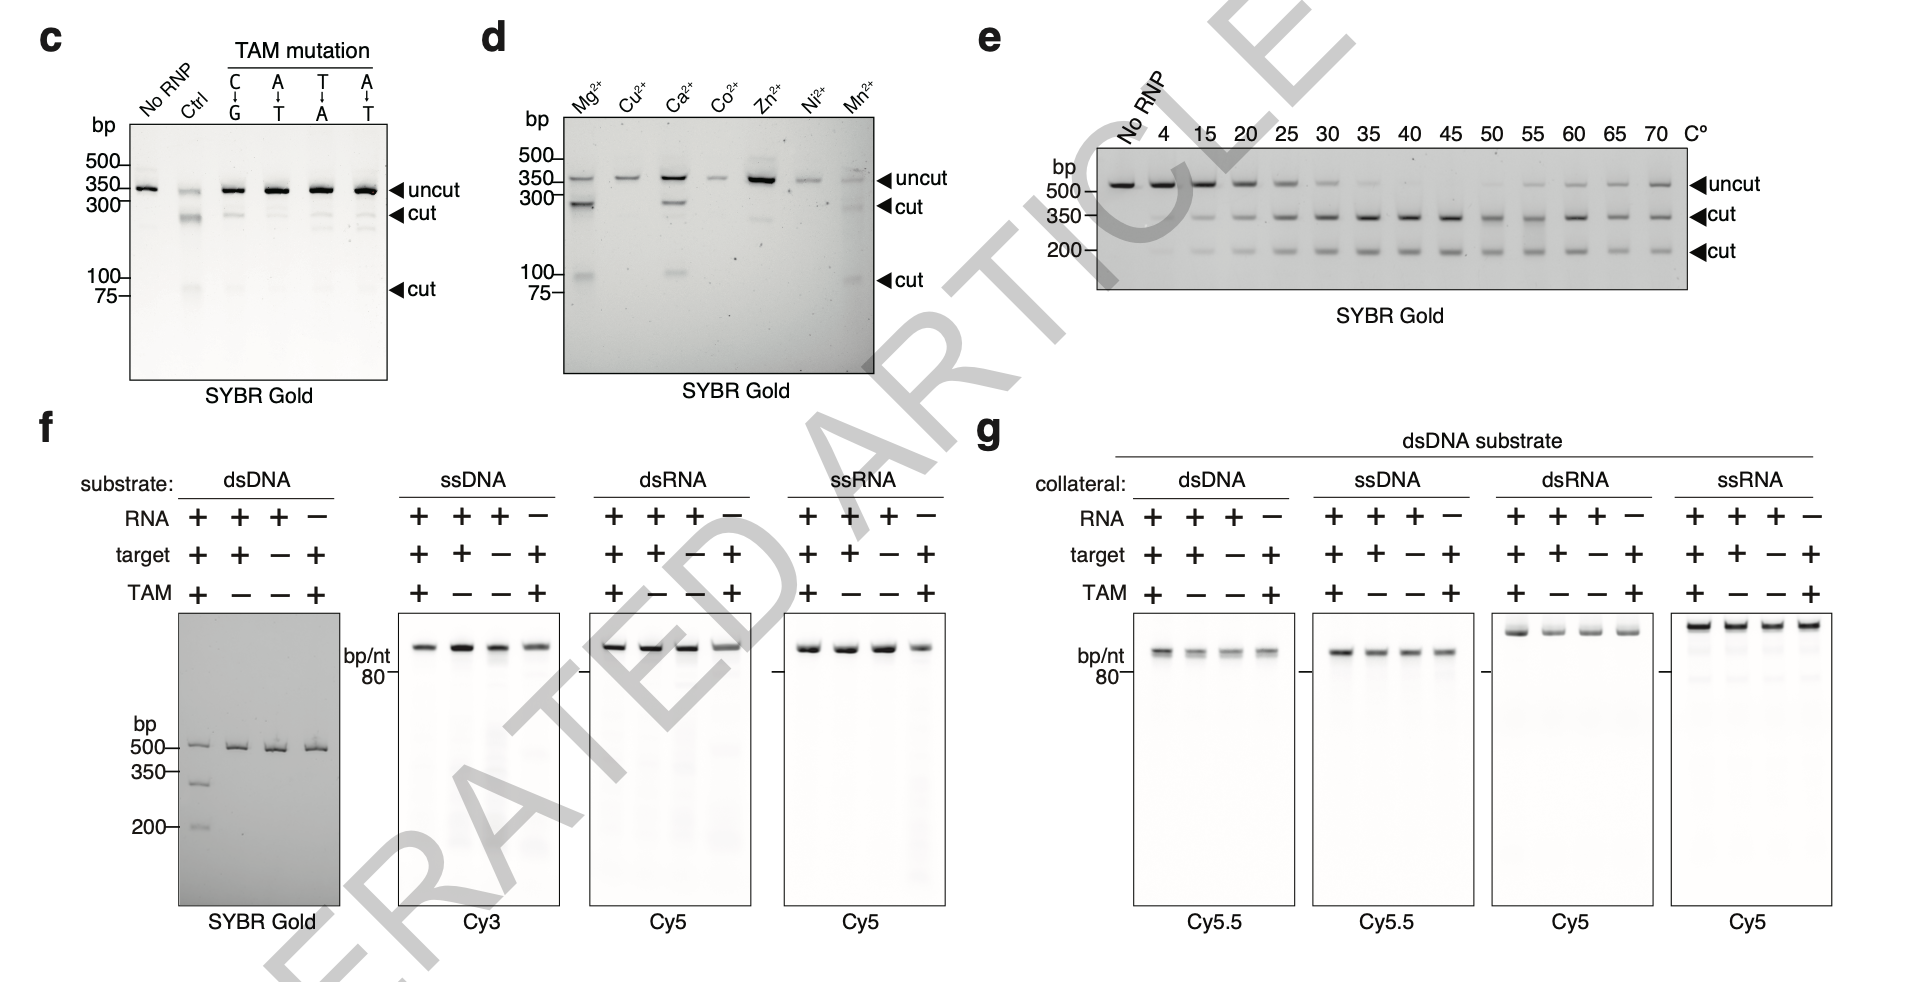 c
TAM mutation
No RNP Ctrl C A T A
↓ ↓ ↓ ↓
G T A T
bp
500
350
300
100
75
uncut
cut
cut
SYBR Gold
d
Mg²⁺ Cu²⁺ Ca²⁺ Co²⁺ Zn²⁺ Ni²⁺ Mn²⁺
bp
500
350
300
100
75
uncut
cut
cut
SYBR Gold
e
No RNP 4 15 20 25 30 35 40 45 50 55 60 65 70 Cº
bp
500
350
200
uncut
cut
cut
SYBR Gold
f
substrate: dsDNA ssDNA dsRNA ssRNA
RNA + + + − + + + − + + + − + + + −
target + + − + + + − + + + − + + + − +
TAM + − − + + − − + + − − + + − − +
bp
500
350
200
bp/nt
80
SYBR Gold Cy3 Cy5 Cy5
g
dsDNA substrate
collateral: dsDNA ssDNA dsRNA ssRNA
RNA + + + − + + + − + + + − + + + −
target + + − + + + − + + + − + + + − +
TAM + − − + + − − + + − − + + − − +
bp/nt
80
Cy5.5 Cy5.5 Cy5 Cy5
ERATED ARTICLE